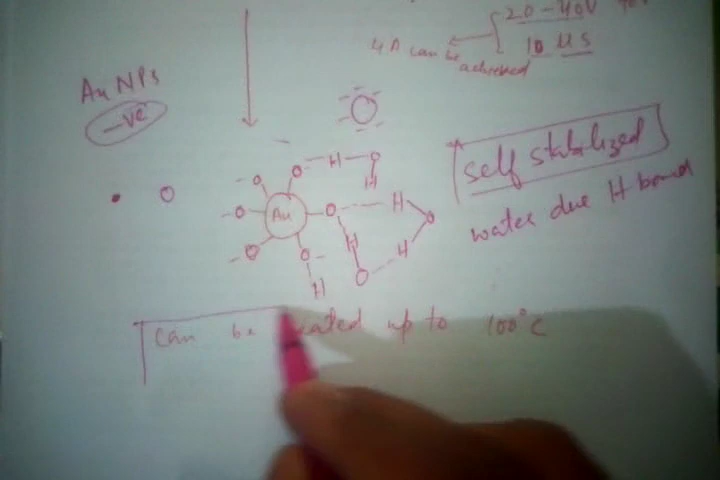 20-40V
10 μs
4 A can be
achieved
Au NPs
-ve
self stabilized
water due H bond
H
O
H
O
O
O
Au
O
H
O
H
H
O
O
H
O
can be up to 100°C